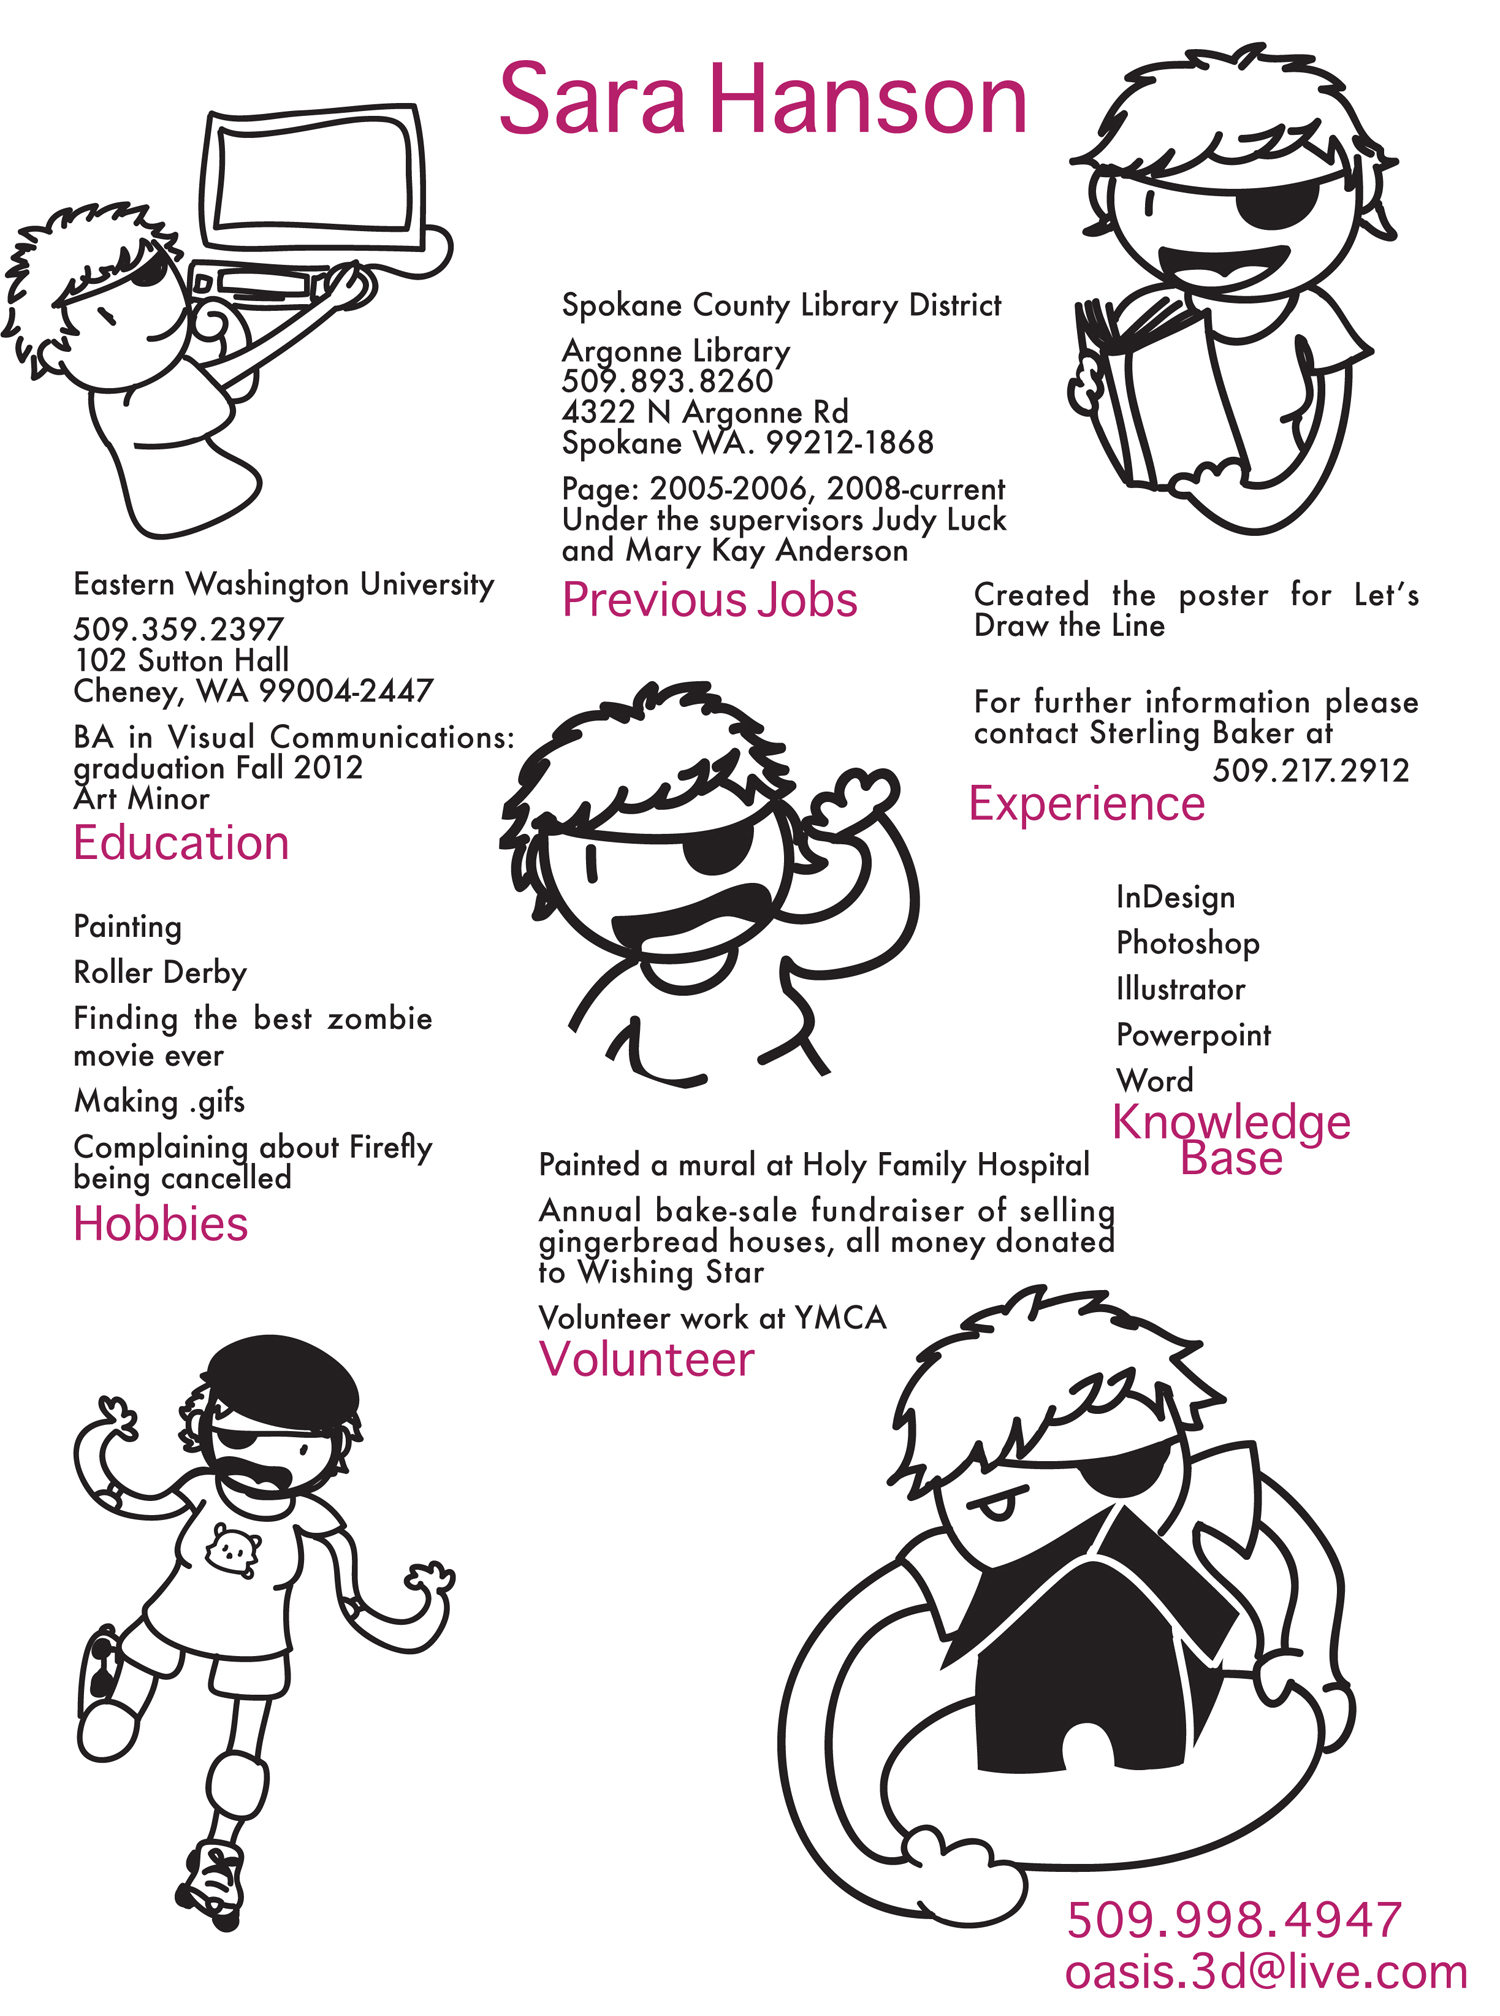 Sara Hanson
Spokane County Library District
Argonne Library
509.893.8260
4322 N Argonne Rd
Spokane WA. 99212-1868
Page: 2005-2006, 2008-current
Under the supervisors Judy Luck
and Mary Kay Anderson
Previous Jobs
Eastern Washington University
509.359.2397
102 Sutton Hall
Cheney, WA 99004-2447
BA in Visual Communications:
graduation Fall 2012
Art Minor
Education
Created the poster for Let's
Draw the Line
For further information please
contact Sterling Baker at
509.217.2912
Experience
Painting
Roller Derby
Finding the best zombie
movie ever
Making .gifs
Complaining about Firefly
being cancelled
Hobbies
InDesign
Photoshop
Illustrator
Powerpoint
Word
Knowledge
Base
Painted a mural at Holy Family Hospital
Annual bake-sale fundraiser of selling
gingerbread houses, all money donated
to Wishing Star
Volunteer work at YMCA
Volunteer
509.998.4947
oasis.3d@live.com